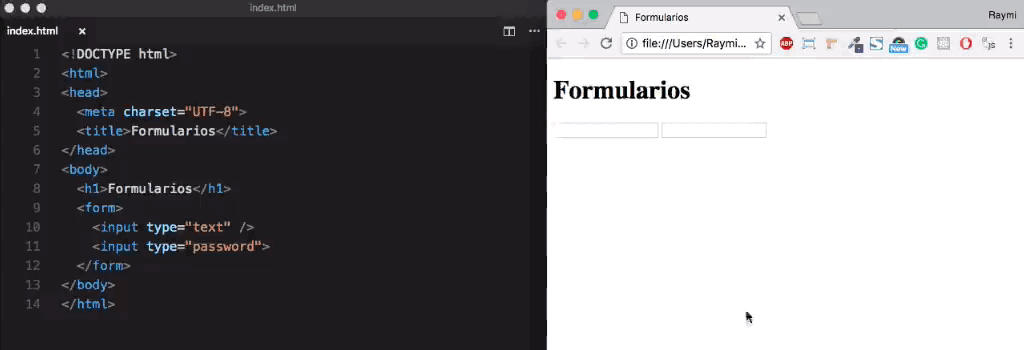 index.html
index.html
1 <!DOCTYPE html>
2 <html>
3 <head>
4 <meta charset="UTF-8">
5 <title>Formularios</title>
6 </head>
7 <body>
8 <h1>Formularios</h1>
9 <form>
10 <input type="text" />
11 <input type="password">
12 </form>
13 </body>
14 </html>
Formularios
Raymi
file:///Users/Raymi...
ABP
New
js
Formularios